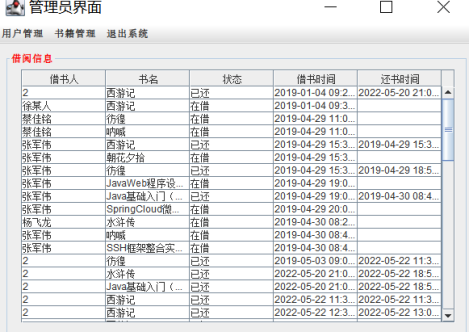 管理员界面
用户管理 书籍管理 退出系统
借阅信息
借书人 书名 状态 借书时间 还书时间
2 西游记 已还 2019-01-04 09:2... 2022-05-20 21:0...
徐某人 西游记 在借 2019-01-04 09:3...
蔡佳铭 彷徨 在借 2019-04-29 11:0...
蔡佳铭 呐喊 在借 2019-04-29 11:0...
张军伟 西游记 已还 2019-04-29 15:3... 2019-04-29 15:3...
张军伟 朝花夕拾 在借 2019-04-29 15:3...
张军伟 彷徨 已还 2019-04-29 15:3... 2019-04-29 18:5...
张军伟 JavaWeb程序设... 在借 2019-04-29 19:0...
张军伟 Java基础入门（... 已还 2019-04-29 19:0... 2019-04-30 08:4...
张军伟 SpringCloud微... 在借 2019-04-29 20:0...
杨飞龙 水浒传 在借 2019-04-30 08:2...
张军伟 呐喊 在借 2019-04-30 08:4...
张军伟 SSH框架整合实... 在借 2019-04-30 08:4...
2 彷徨 已还 2019-05-03 09:0... 2022-05-22 11:3...
2 水浒传 已还 2022-05-20 21:0... 2022-05-22 18:5...
2 Java基础入门（... 已还 2022-05-20 21:0... 2022-05-22 18:5...
2 西游记 已还 2022-05-22 11:3... 2022-05-22 11:3...
2 西游记 已还 2022-05-22 12:3... 2022-05-22 13:0...